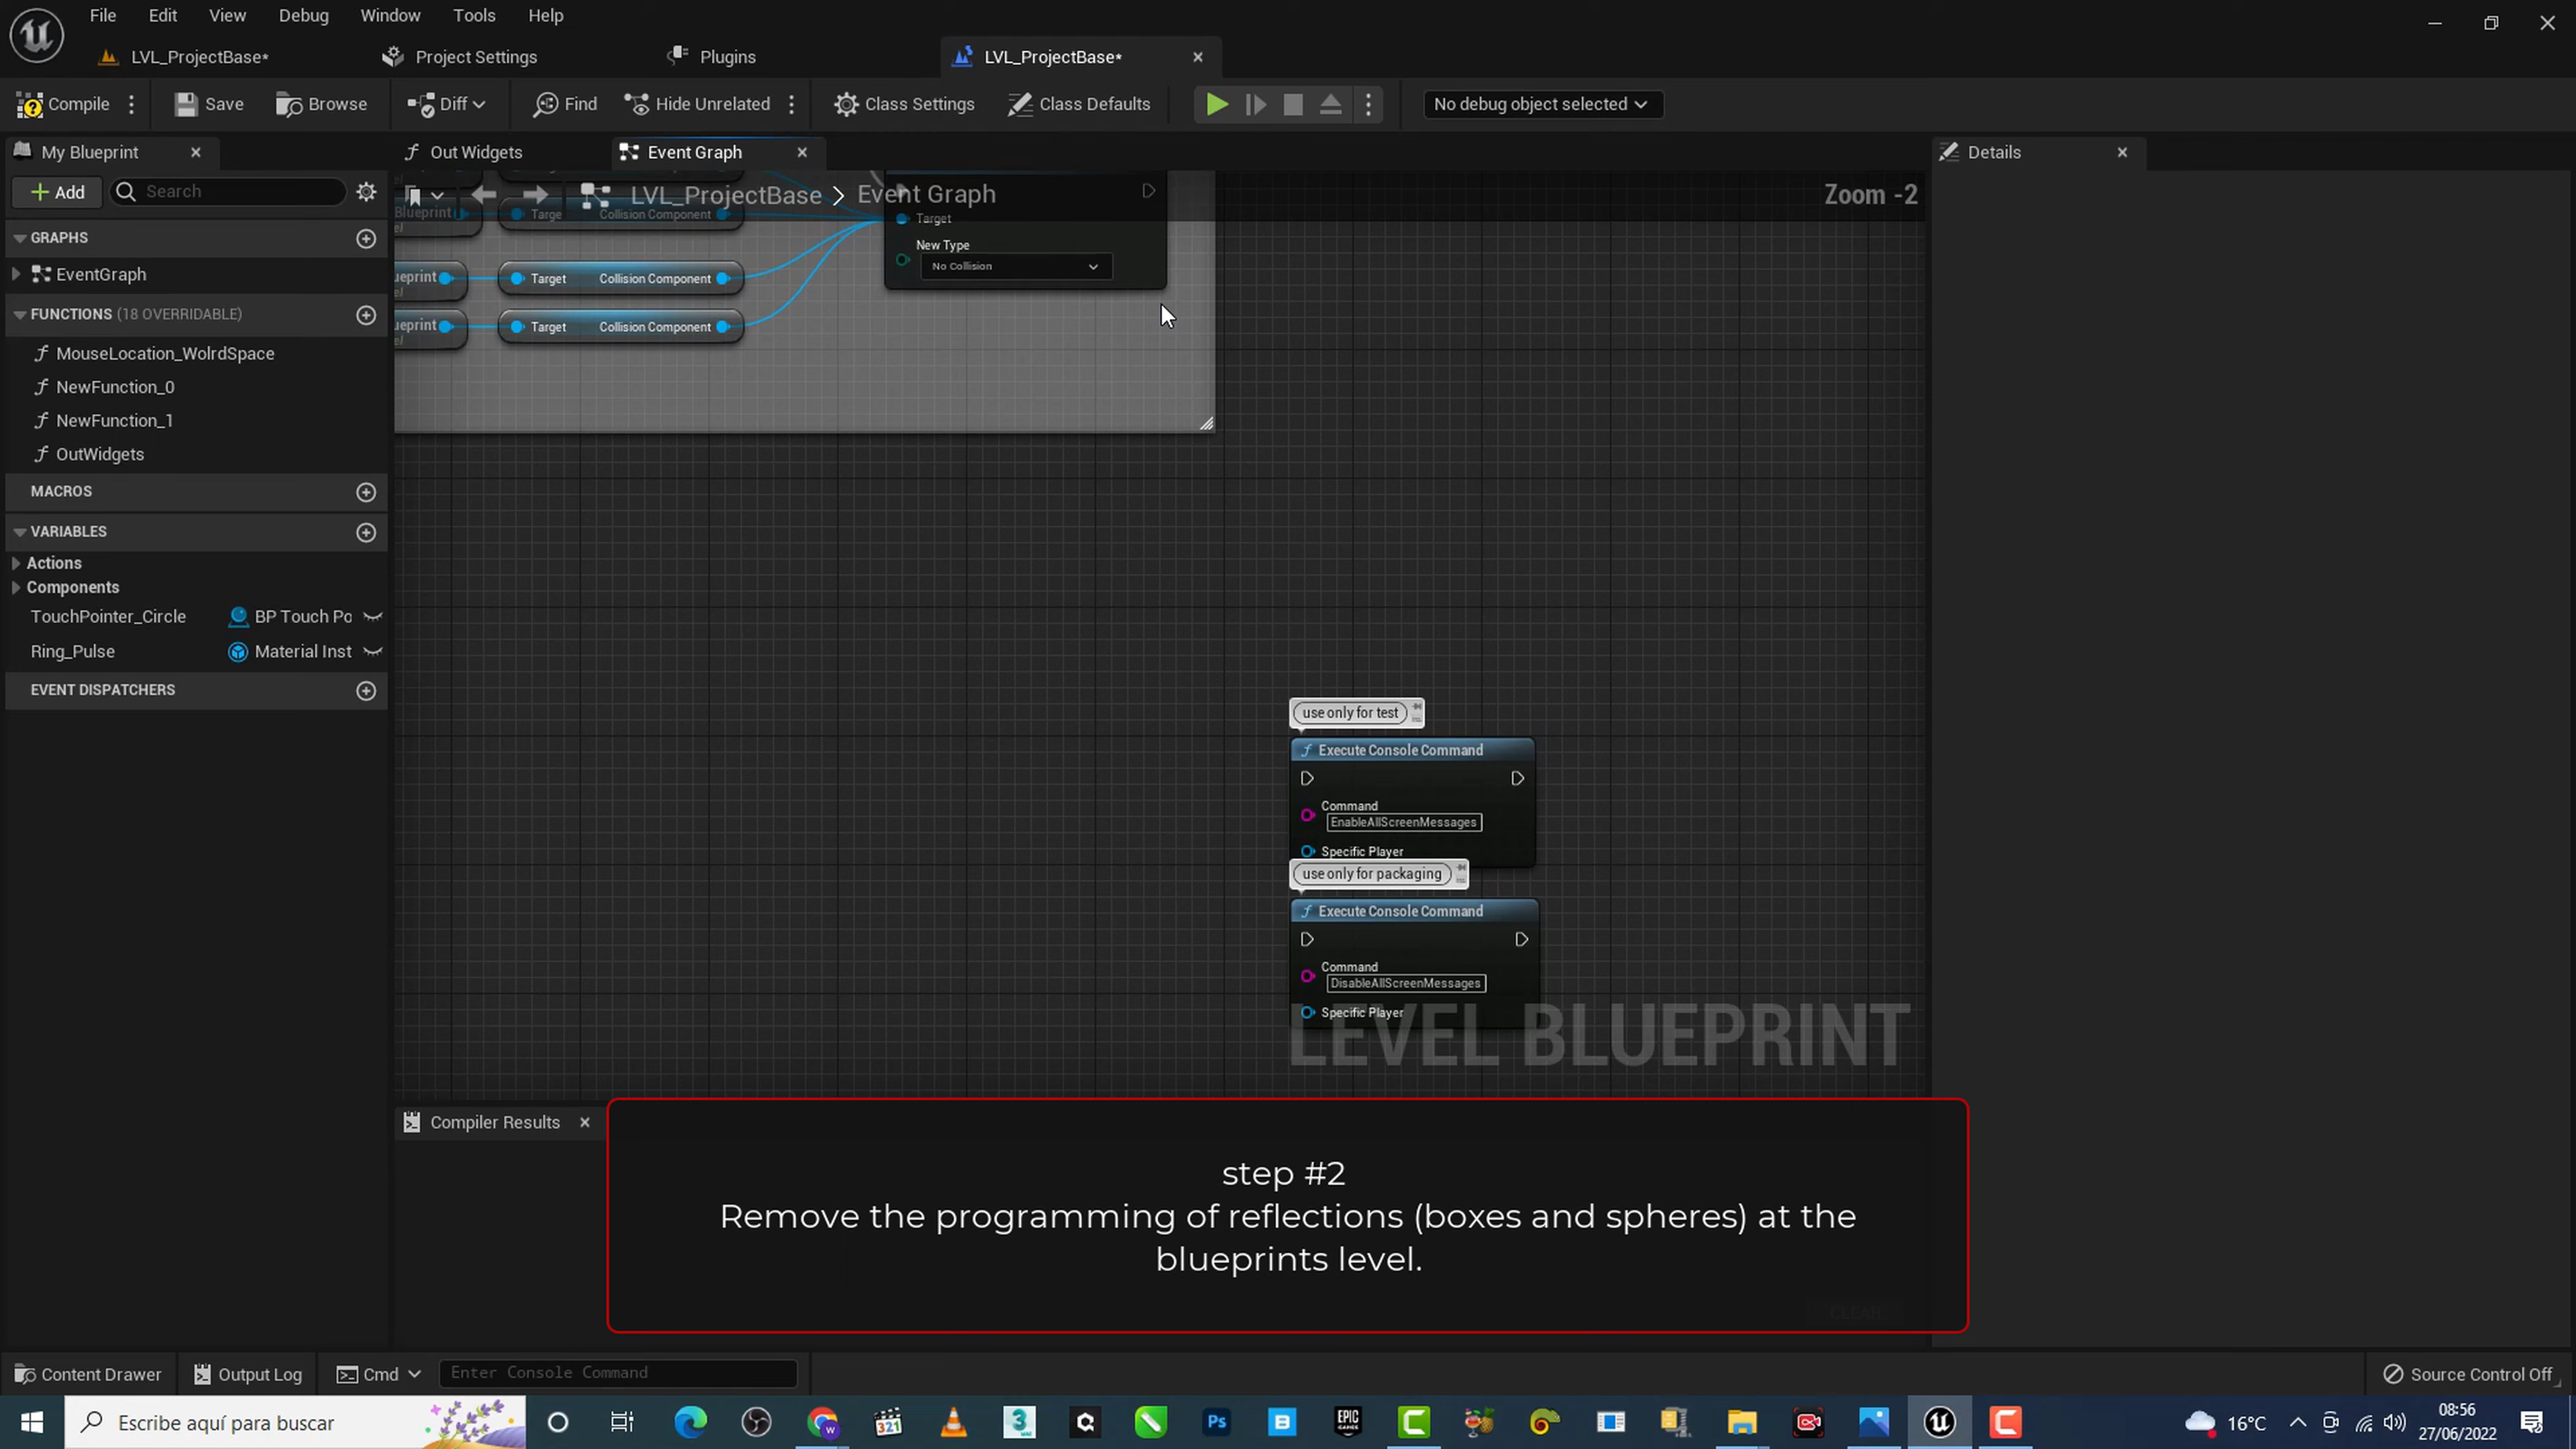 File Edit View Debug Window Tools Help
LVL_ProjectBase* Project Settings Plugins LVL_ProjectBase*
Compile Save Browse Diff Find Hide Unrelated Class Settings Class Defaults No debug object selected
My Blueprint Out Widgets Event Graph Details
Add Search LVL_ProjectBase > Event Graph Zoom -2
GRAPHS
EventGraph
FUNCTIONS (18 OVERRIDABLE)
MouseLocation_WolrdSpace
NewFunction_0
NewFunction_1
OutWidgets
MACROS
VARIABLES
Actions
Components
TouchPointer_Circle BP Touch Po
Ring_Pulse Material Inst
EVENT DISPATCHERS
Blueprint Targe Collision Component
Target
New Type
No Collision
ueprint Target Collision Component
ueprint Target Collision Component
use only for test
Execute Console Command
Command
EnableAllScreenMessages
Specific Player
use only for packaging
Execute Console Command
Command
DisableAllScreenMessages
Specific Player
LEVEL BLUEPRINT
Compiler Results
step #2
Remove the programming of reflections (boxes and spheres) at the
blueprints level.
CLEAR
Content Drawer Output Log Cmd Enter Console Command Source Control Off
Escribe aquí para buscar
16°C
08:56
27/06/2022